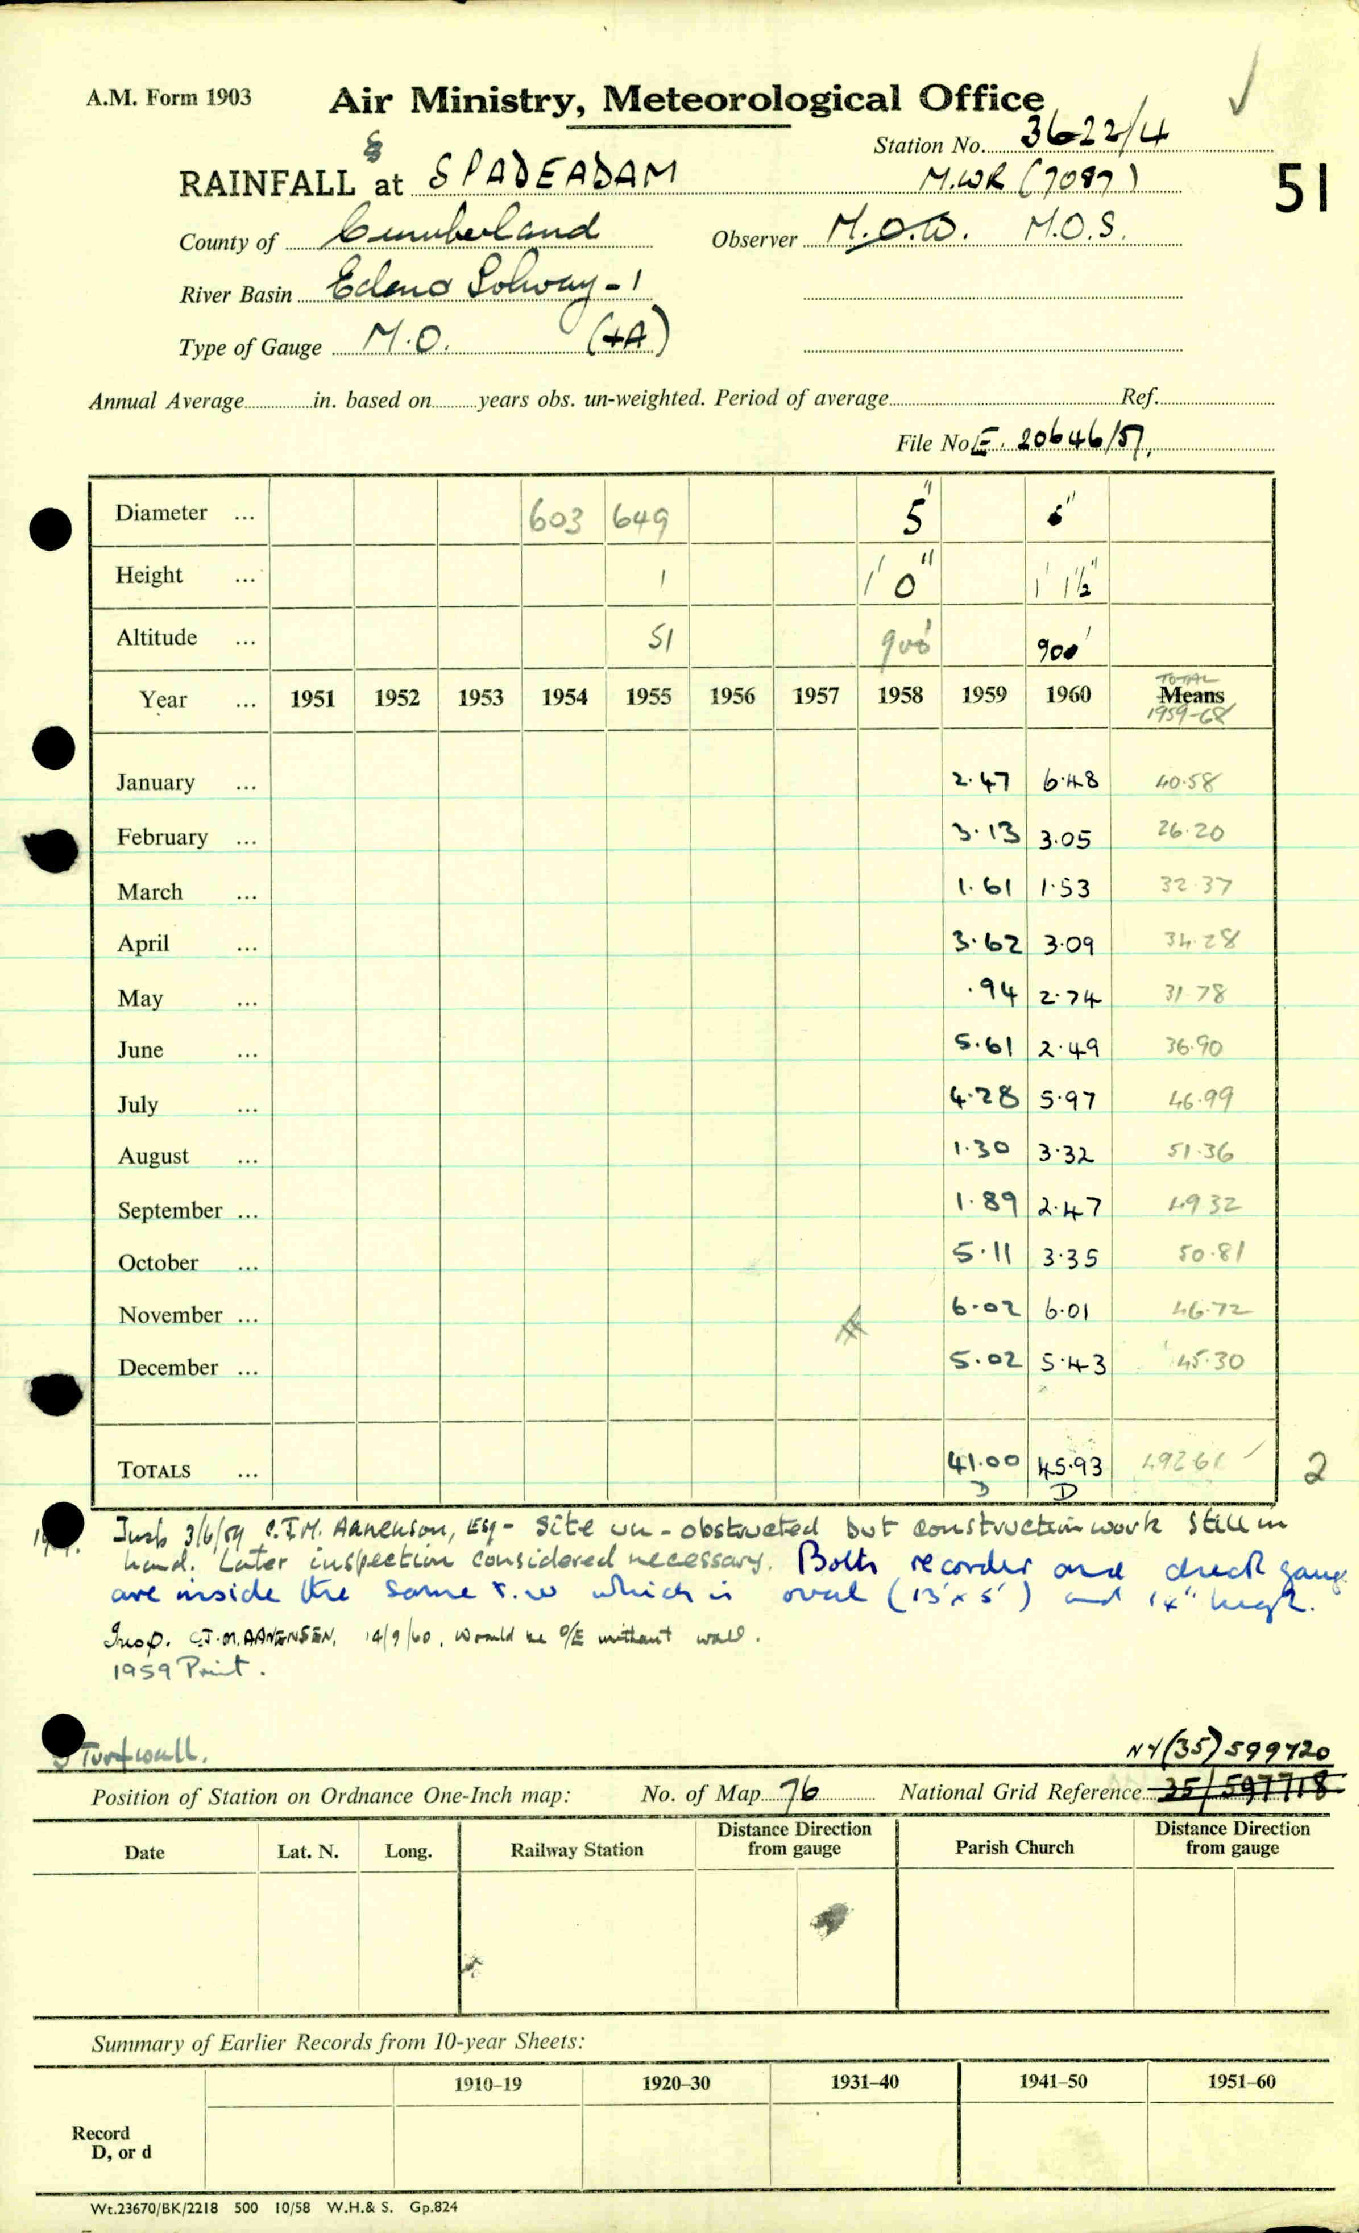 A.M. Form 1903 Air Ministry, Meteorological Office
Station No. 3622/4
RAINFALL at SPADEADAM M.W.R (7087) 51
County of Cumberland Observer M.O.W. M.O.S.
River Basin Eden & Solway - 1
Type of Gauge M.O. (+A)
Annual Average in. based on years obs. un-weighted. Period of average Ref.
File No E. 20646/57.
Diameter ... 603 649 5" 5"
Height ... 1 1' 0" 1' 1½"
Altitude ... 51 900' 900'
TOTAL
Year ... 1951 1952 1953 1954 1955 1956 1957 1958 1959 1960 Means
1959-68
January ... 2.47 6.48 40.58
February ... 3.13 3.05 26.20
March ... 1.61 1.53 32.37
April ... 3.62 3.09 34.28
May ... .94 2.74 31.78
June ... 5.61 2.49 36.90
July ... 4.28 5.97 46.99
August ... 1.30 3.32 51.36
September ... 1.89 2.47 49 32
October ... 5.11 3.35 50.81
November ... 6.02 6.01 46.72
December ... 5.02 5.43 45.30
TOTALS ... 41.00 45.93 492.61 2
D D
Insp 3/6/59 C.J.M. Aanensen, Esq - Site un-obstructed but construction work still in
hand. Later inspection considered necessary. Both recorder and check gauge
are inside the same t.w which is oval (13' x 5') and 14" high.
Insp. C.J.M. AANENSEN, 14/9/60, Would be O/E without wall.
1959 Print.
Turf wall. NY (35) 599720
Position of Station on Ordnance One-Inch map: No. of Map 76 National Grid Reference 35/597718
Date Lat. N. Long. Railway Station Distance Direction from gauge Parish Church Distance Direction from gauge
Summary of Earlier Records from 10-year Sheets:
1910–19 1920–30 1931–40 1941–50 1951–60
Record
D, or d
Wt.23670/BK/2218 500 10/58 W.H.& S. Gp.824